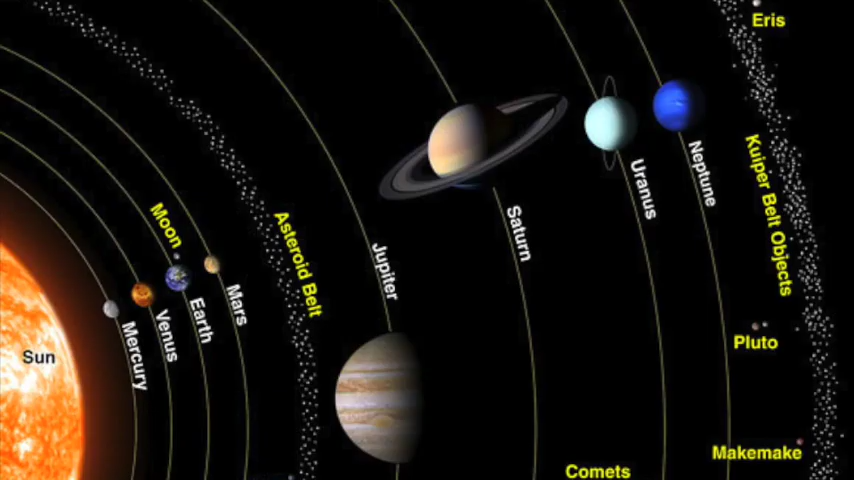 Eris
Kuiper Belt Objects
Neptune
Uranus
Saturn
Jupiter
Asteroid Belt
Moon
Mars
Earth
Venus
Mercury
Sun
Pluto
Makemake
Comets